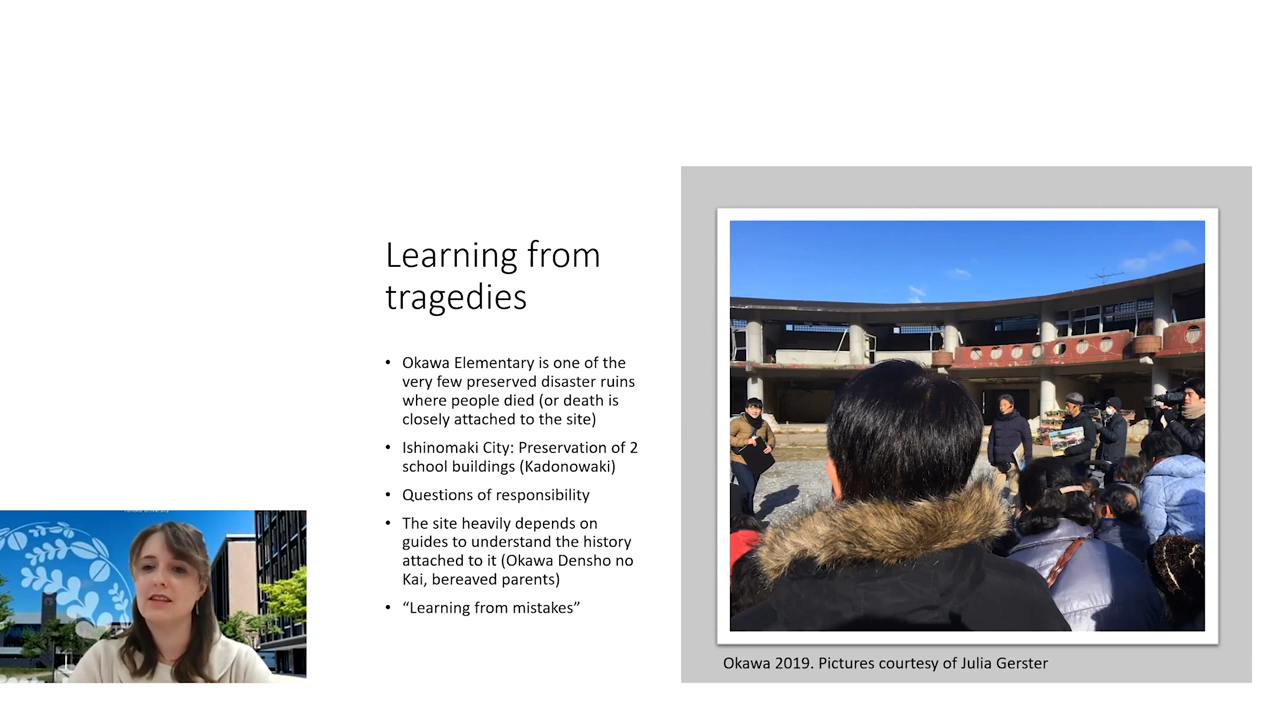 Learning from
tragedies
• Okawa Elementary is one of the
very few preserved disaster ruins
where people died (or death is
closely attached to the site)
• Ishinomaki City: Preservation of 2
school buildings (Kadonowaki)
• Questions of responsibility
• The site heavily depends on
guides to understand the history
attached to it (Okawa Densho no
Kai, bereaved parents)
• “Learning from mistakes”
Okawa 2019. Pictures courtesy of Julia Gerster